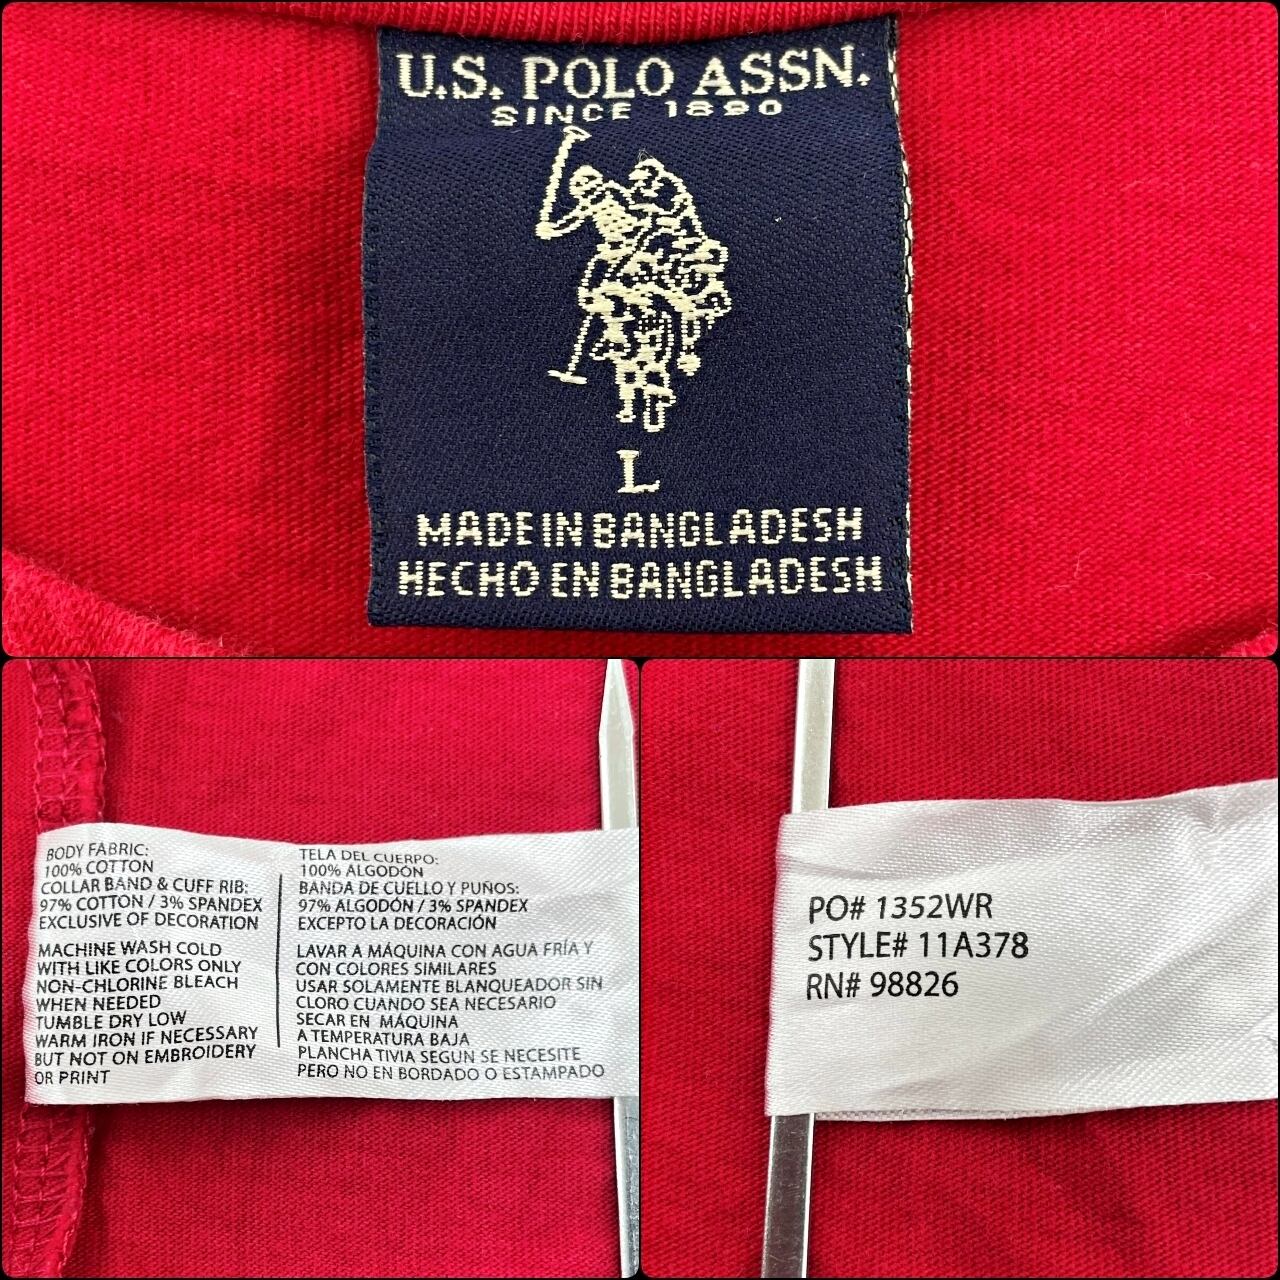 U.S. POLO ASSN.
SINCE 1890
L
MADE IN BANGLADESH
HECHO EN BANGLADESH
BODY FABRIC:
100% COTTON
COLLAR BAND & CUFF RIB:
97% COTTON / 3% SPANDEX
EXCLUSIVE OF DECORATION
MACHINE WASH COLD
WITH LIKE COLORS ONLY
NON-CHLORINE BLEACH
WHEN NEEDED
TUMBLE DRY LOW
WARM IRON IF NECESSARY
BUT NOT ON EMBROIDERY
OR PRINT
TELA DEL CUERPO:
100% ALGODÓN
BANDA DE CUELLO Y PUÑOS:
97% ALGODÓN / 3% SPANDEX
EXCEPTO LA DECORACIÓN
LAVAR A MÁQUINA CON AGUA FRÍA Y
CON COLORES SIMILARES
USAR SOLAMENTE BLANQUEADOR SIN
CLORO CUANDO SEA NECESARIO
SECAR EN MÁQUINA
A TEMPERATURA BAJA
PLANCHA TIVIA SEGUN SE NECESITE
PERO NO EN BORDADO O ESTAMPADO
PO# 1352WR
STYLE# 11A378
RN# 98826